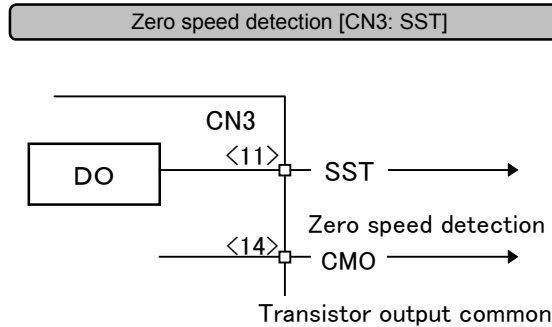 Zero speed detection [CN3: SST]
CN3
<11>
DO
SST
Zero speed detection
<14>
CMO
Transistor output common